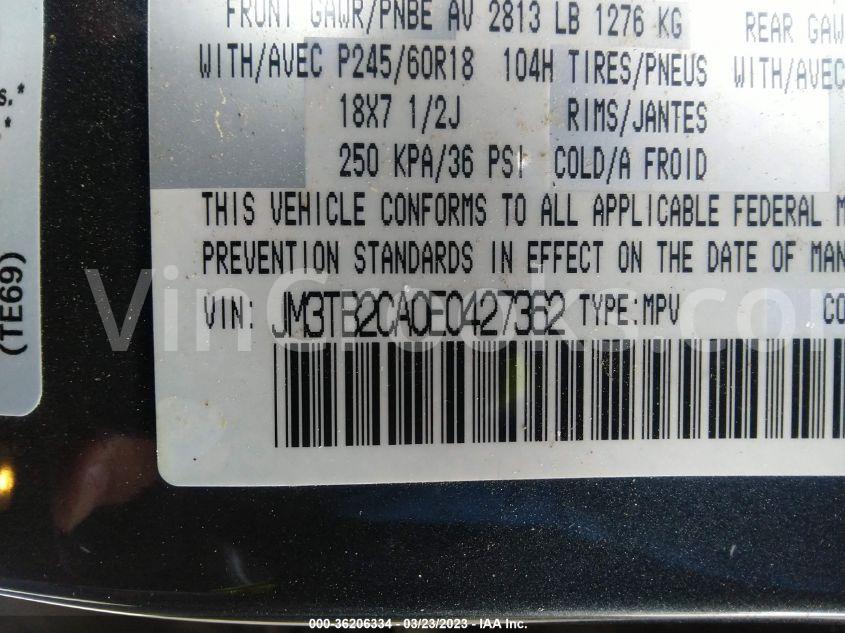 FRONT GAWR/PNBE AV 2813 LB 1276 KG REAR GAW
WITH/AVEC P245/60R18 104H TIRES/PNEUS WITH/AVEC
18X7 1/2J RIMS/JANTES
250 KPA/36 PSI COLD/A FROID
THIS VEHICLE CONFORMS TO ALL APPLICABLE FEDERAL M
PREVENTION STANDARDS IN EFFECT ON THE DATE OF MAN
VIN: JM3TB2CA0E0427362 TYPE:MPV CO
s.*
.*
(TE69)
VinCrooks.com
000-36206334 - 03/23/2023 - IAA Inc.